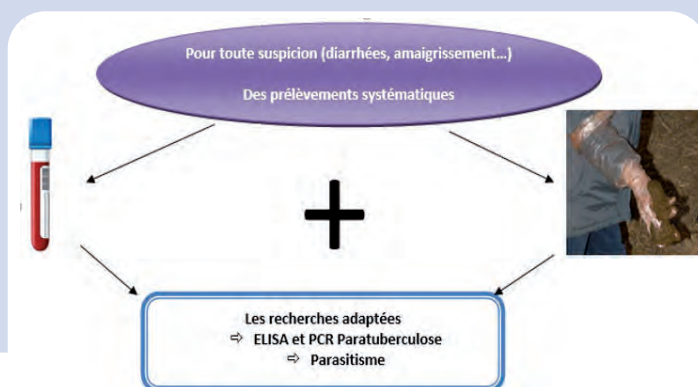 Pour toute suspicion (diarrhées, amaigrissement...)
Des prélèvements systématiques
+
Les recherches adaptées
⇨ ELISA et PCR Paratuberculose
⇨ Parasitisme